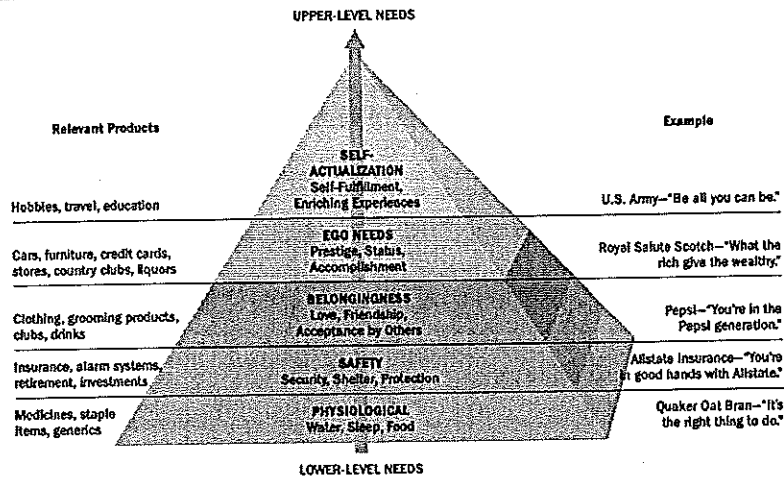 UPPER-LEVEL NEEDS
Relevant Products
Example
SELF-
ACTUALIZATION
Self-Fulfillment,
Enriching Experiences
Hobbies, travel, education
U.S. Army—"Be all you can be."
EGO NEEDS
Prestige, Status,
Accomplishment
Cars, furniture, credit cards,
stores, country clubs, liquors
Royal Salute Scotch—"What the
rich give the wealthy."
BELONGINGNESS
Love, Friendship,
Acceptance by Others
Clothing, grooming products,
clubs, drinks
Pepsi—"You're in the
Pepsi generation."
SAFETY
Security, Shelter, Protection
Insurance, alarm systems,
retirement, investments
Allstate Insurance—"You're
in good hands with Allstate."
PHYSIOLOGICAL
Water, Sleep, Food
Medicines, staple
items, generics
Quaker Oat Bran—"It's
the right thing to do."
LOWER-LEVEL NEEDS